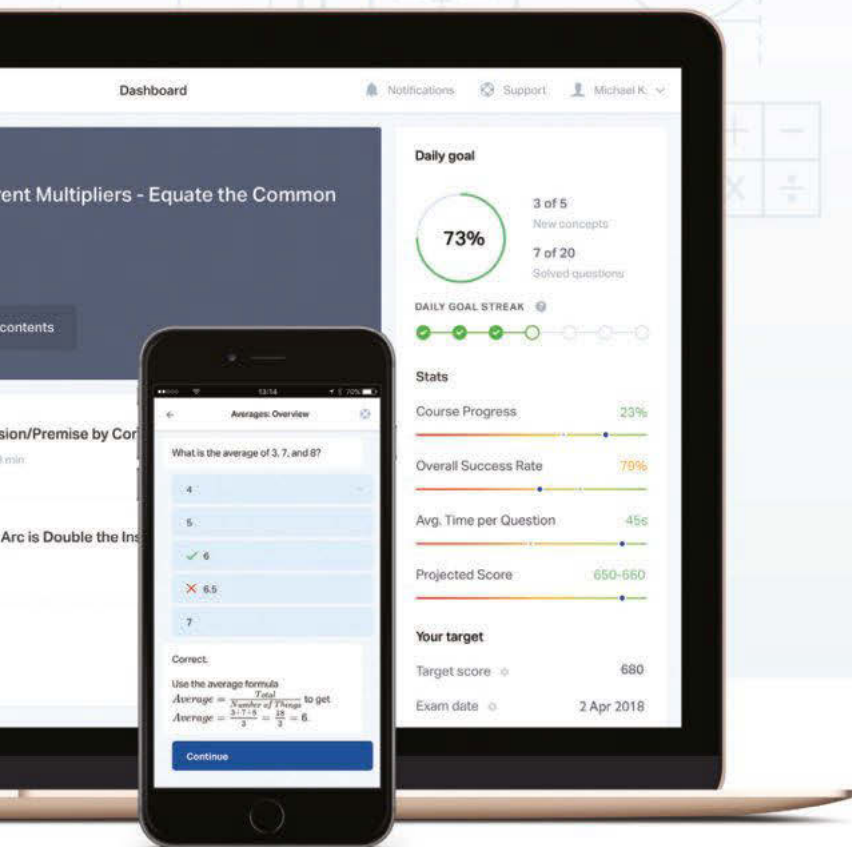 Dashboard
Notifications
Support
Michael K.
rent Multipliers - Equate the Common
contents
sion/Premise by Cor
min
Arc is Double the Ins
Daily goal
73%
3 of 5
New concepts
7 of 20
Solved questions
DAILY GOAL STREAK
Stats
Course Progress 23%
Overall Success Rate 79%
Avg. Time per Question 45s
Projected Score 650-660
Your target
Target score 680
Exam date 2 Apr 2018
13:14 70%
Averages: Overview
What is the average of 3, 7, and 8?
4
5
6
6.5
7
Correct.
Use the average formula
Average = Total / Number of Things to get
Average = 3+7+8 / 3 = 18 / 3 = 6.
Continue
+ −
X ÷